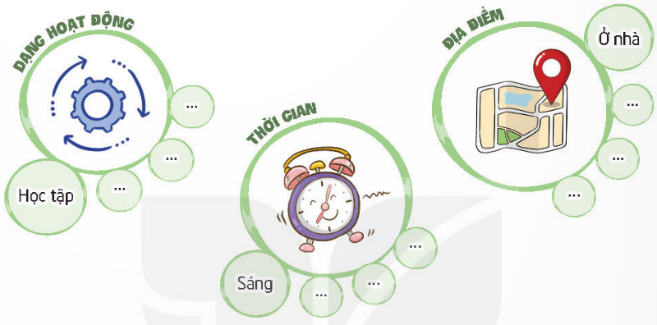 DẠNG HOẠT ĐỘNG
...
...
...
Học tập
THỜI GIAN
...
...
...
Sáng
ĐỊA ĐIỂM
Ở nhà
...
...
...